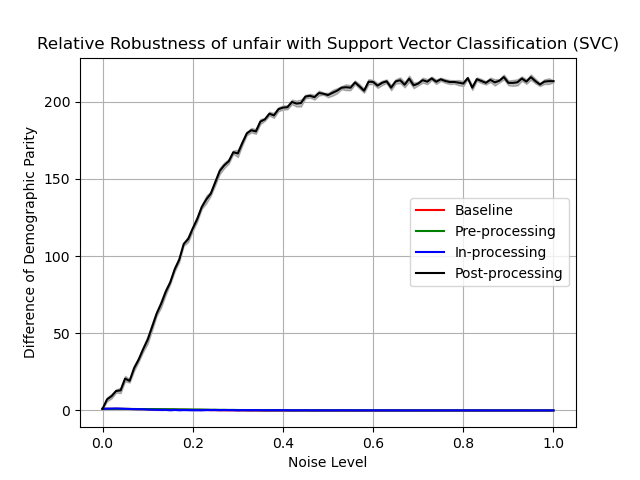 Relative Robustness of unfair with Support Vector Classification (SVC)
Difference of Demographic Parity
200
150
100
50
0
Baseline
Pre-processing
In-processing
Post-processing
0.0 0.2 0.4 0.6 0.8 1.0
Noise Level